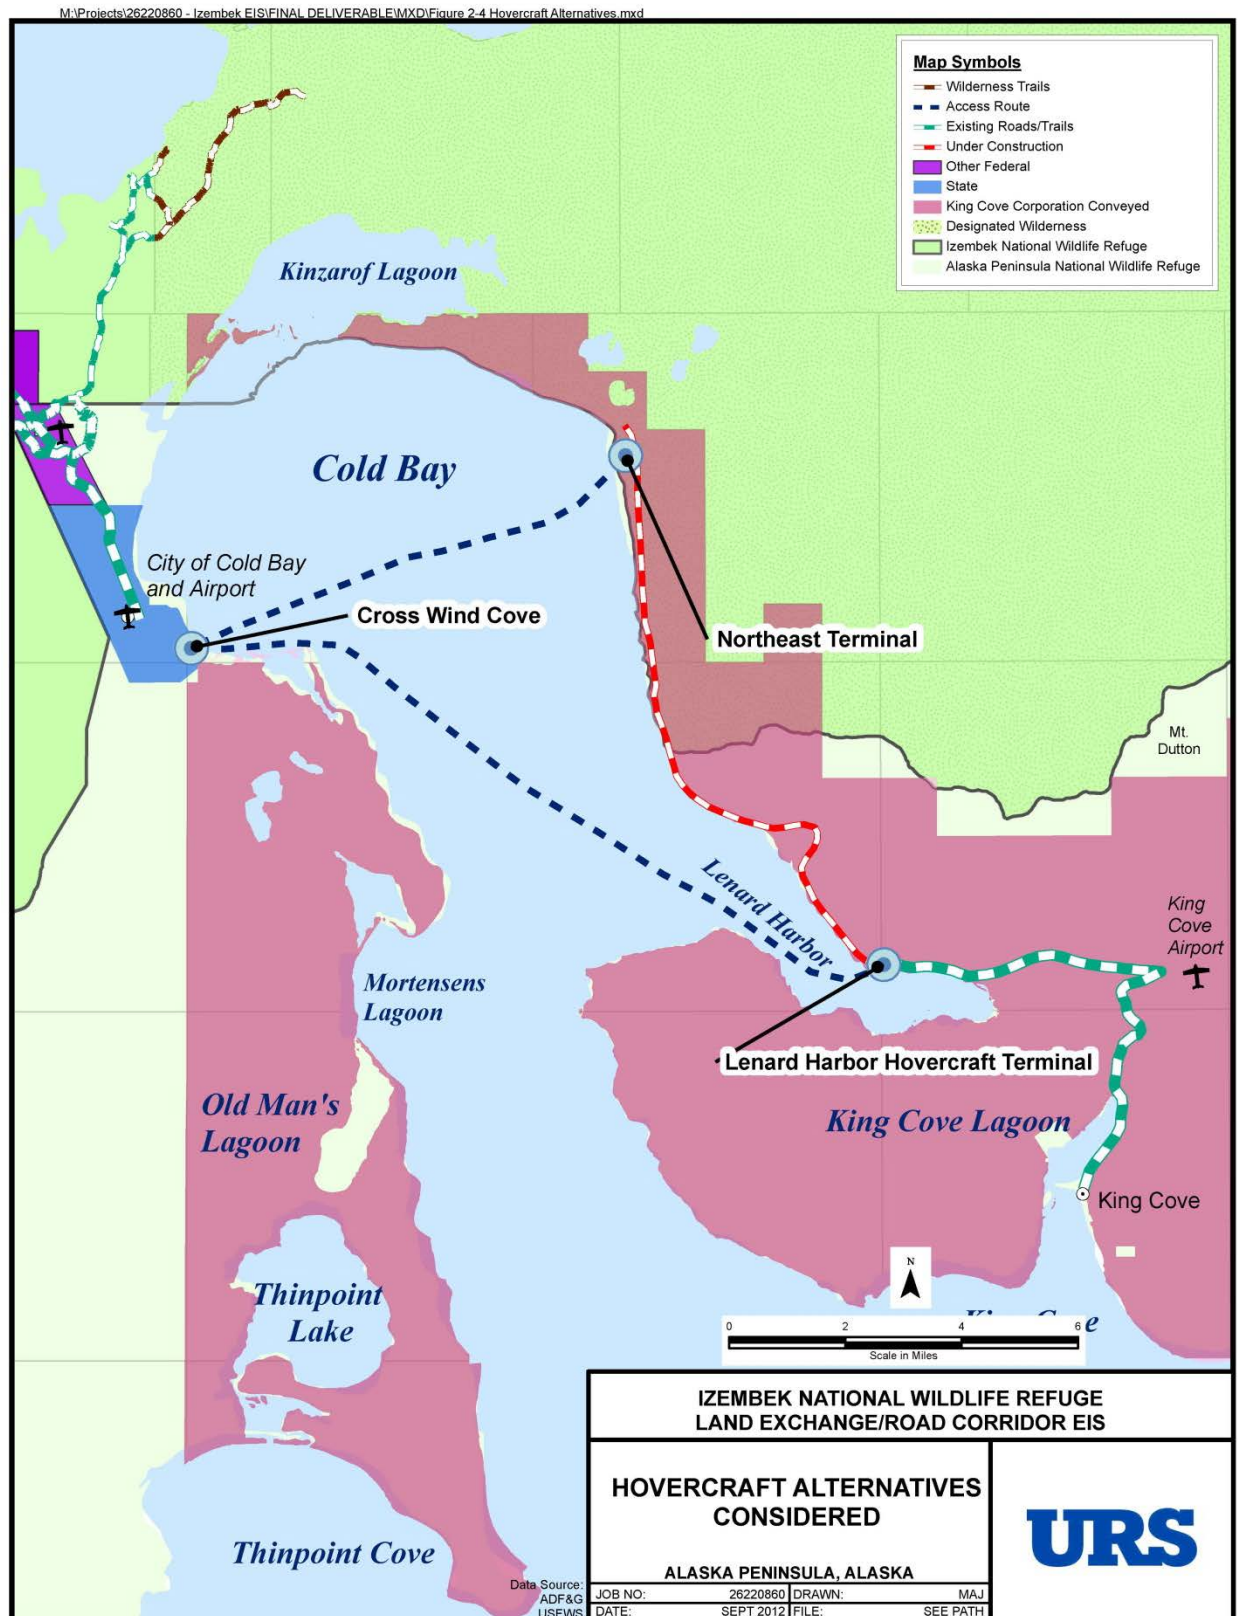 M:\Projects\26220860 - Izembek EIS\FINAL DELIVERABLE\MXD\Figure 2-4 Hovercraft Alternatives.mxd
Map Symbols
Wilderness Trails
Access Route
Existing Roads/Trails
Under Construction
Other Federal
State
King Cove Corporation Conveyed
Designated Wilderness
Izembek National Wildlife Refuge
Alaska Peninsula National Wildlife Refuge
Kinzarof Lagoon
Cold Bay
City of Cold Bay
and Airport
Cross Wind Cove
Northeast Terminal
Mt.
Dutton
Lenard Harbor
King
Cove
Airport
Mortensens
Lagoon
Lenard Harbor Hovercraft Terminal
Old Man's
Lagoon
King Cove Lagoon
King Cove
Thinpoint
Lake
N
0 2 4 6
Scale in Miles
IZEMBEK NATIONAL WILDLIFE REFUGE
LAND EXCHANGE/ROAD CORRIDOR EIS
HOVERCRAFT ALTERNATIVES
CONSIDERED
URS
Thinpoint Cove
ALASKA PENINSULA, ALASKA
Data Source:
ADF&G
USFWS
JOB NO: 26220860 DRAWN: MAJ
DATE: SEPT 2012 FILE: SEE PATH